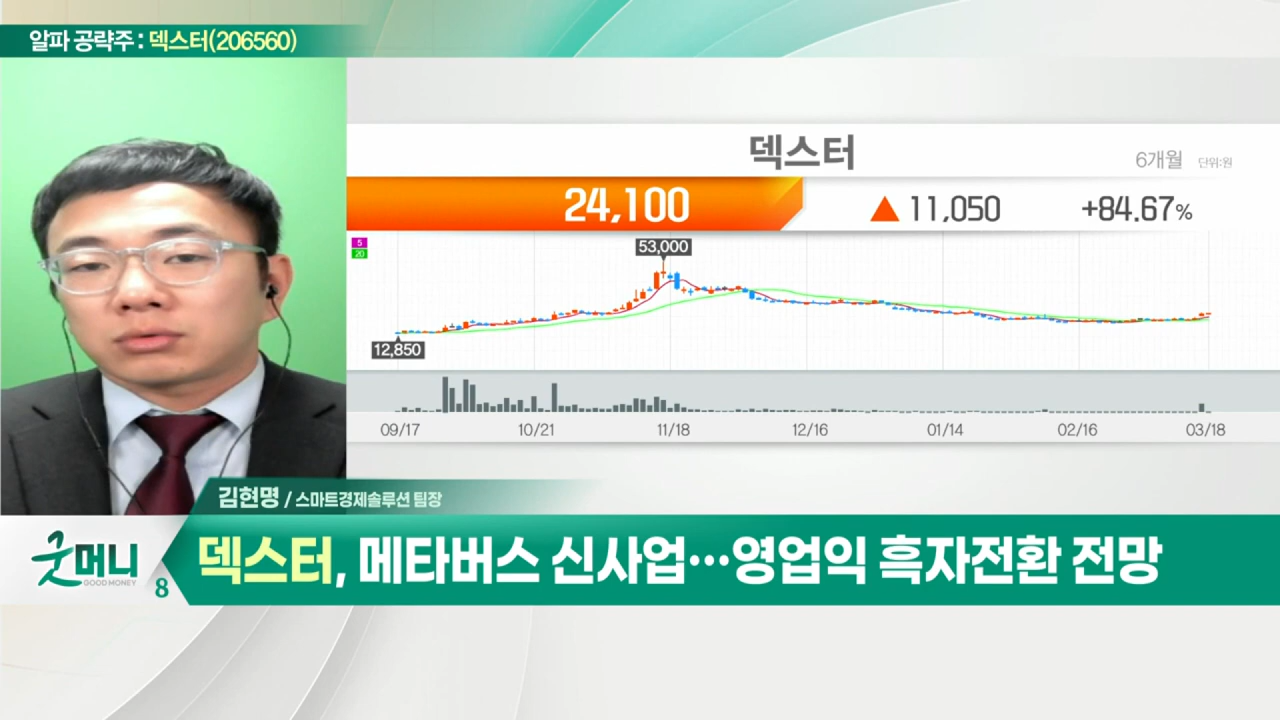 알파 공략주 : 덱스터(206560)
덱스터
6개월 단위:원
24,100 ▲ 11,050 +84.67%
5
20
53,000
12,850
09/17 10/21 11/18 12/16 01/14 02/16 03/18
김현명 / 스마트경제솔루션 팀장
굿머니
GOOD MONEY
8
덱스터, 메타버스 신사업…영업익 흑자전환 전망